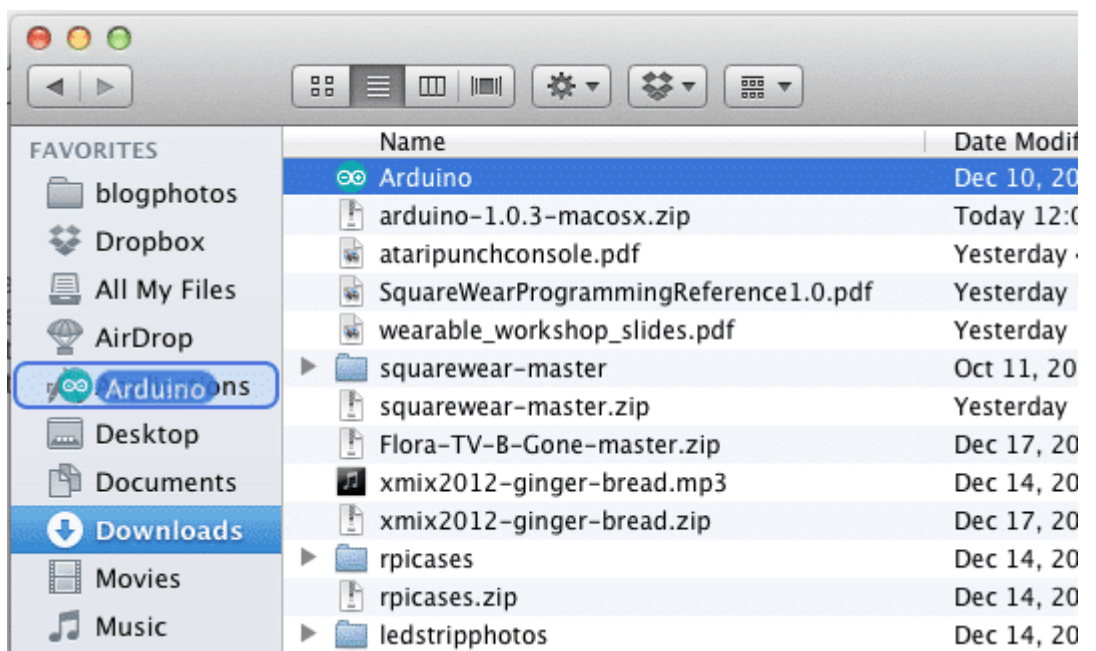 Name Date Modif
FAVORITES
blogphotos
Dropbox
All My Files
AirDrop
Arduino ns
Desktop
Documents
Downloads
Movies
Music
Arduino Dec 10, 20
arduino-1.0.3-macosx.zip Today 12:0
ataripunchconsole.pdf Yesterday
SquareWearProgrammingReference1.0.pdf Yesterday
wearable_workshop_slides.pdf Yesterday
squarewear-master Oct 11, 20
squarewear-master.zip Yesterday
Flora-TV-B-Gone-master.zip Dec 17, 20
xmix2012-ginger-bread.mp3 Dec 14, 20
xmix2012-ginger-bread.zip Dec 17, 20
rpicases Dec 14, 20
rpicases.zip Dec 14, 20
ledstripphotos Dec 14, 20